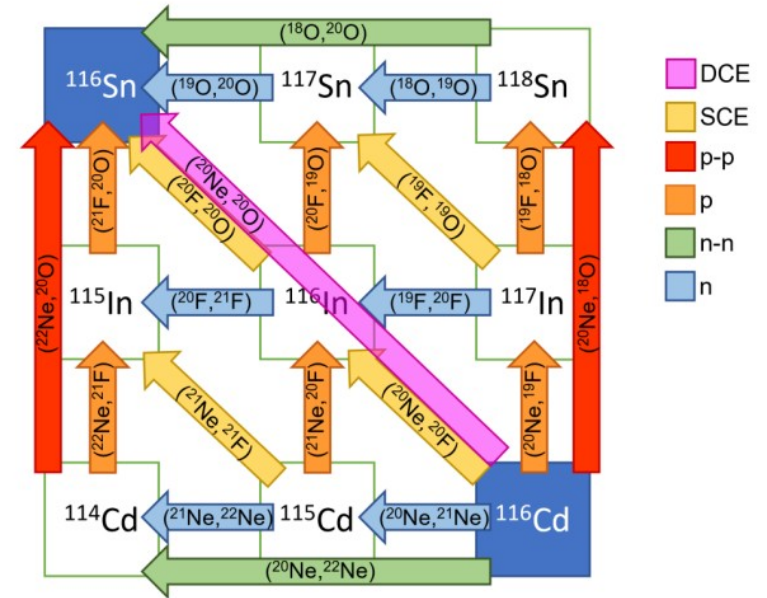 (¹⁸O,²⁰O)
¹¹⁶Sn
(¹⁹O,²⁰O)
¹¹⁷Sn
(¹⁸O,¹⁹O)
¹¹⁸Sn
DCE
SCE
p-p
p
n-n
n
(²¹F,²⁰O)
(²⁰F,²⁰O)
(²⁰Ne,²⁰O)
(²⁰F,¹⁹O)
(¹⁹F,¹⁹O)
(¹⁹F,¹⁸O)
(²²Ne,²⁰O)
¹¹⁵In
(²⁰F,²¹F)
¹¹⁶In
(¹⁹F,²⁰F)
¹¹⁷In
(²⁰Ne,¹⁸O)
(²²Ne,²¹F)
(²¹Ne,²¹F)
(²¹Ne,²⁰F)
(²⁰Ne,²⁰F)
(²⁰Ne,¹⁹F)
¹¹⁴Cd
(²¹Ne,²²Ne)
¹¹⁵Cd
(²⁰Ne,²¹Ne)
¹¹⁶Cd
(²⁰Ne,²²Ne)